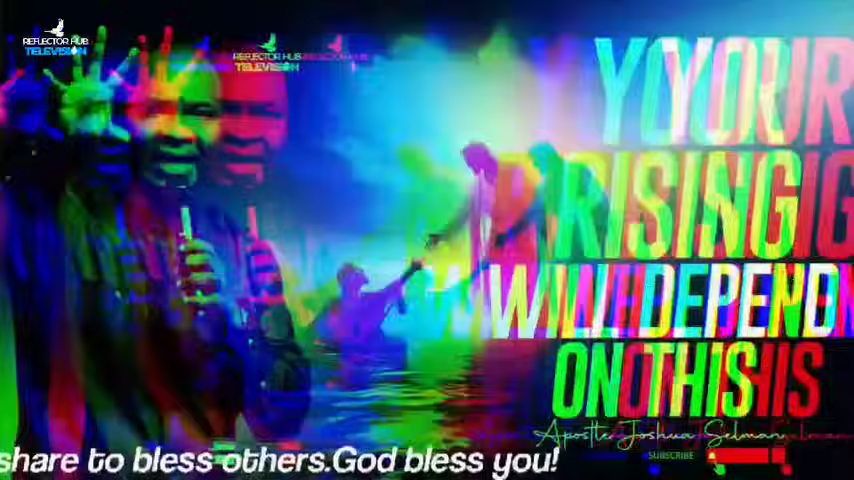 REFLECTOR HUB
TELEVISION
REFLECTOR HUB
TELEVISION
YOUR
RISING
WILL DEPEND
ON THIS
Apostle Joshua Selman
SUBSCRIBE
share to bless others.God bless you!